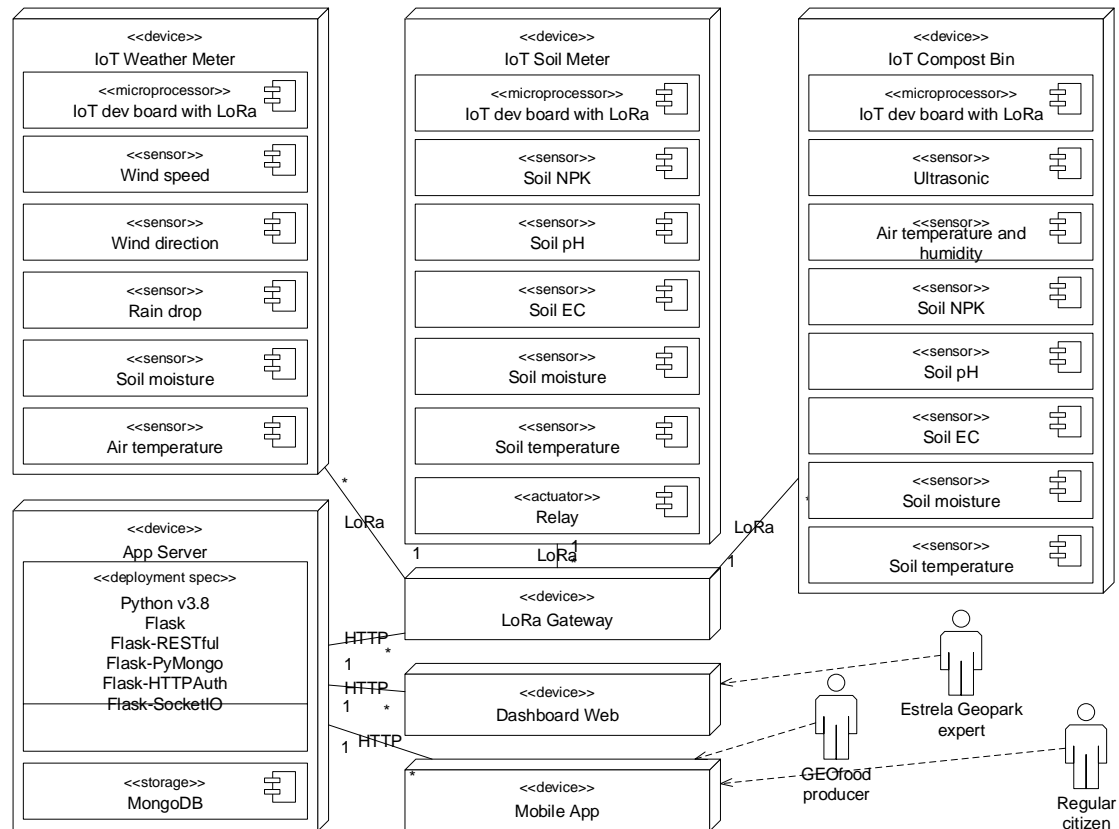 <<device>>
IoT Weather Meter
<<microprocessor>>
IoT dev board with LoRa
<<sensor>>
Wind speed
<<sensor>>
Wind direction
<<sensor>>
Rain drop
<<sensor>>
Soil moisture
<<sensor>>
Air temperature
<<device>>
IoT Soil Meter
<<microprocessor>>
IoT dev board with LoRa
<<sensor>>
Soil NPK
<<sensor>>
Soil pH
<<sensor>>
Soil EC
<<sensor>>
Soil moisture
<<sensor>>
Soil temperature
<<actuator>>
Relay
<<device>>
IoT Compost Bin
<<microprocessor>>
IoT dev board with LoRa
<<sensor>>
Ultrasonic
<<sensor>>
Air temperature and
humidity
<<sensor>>
Soil NPK
<<sensor>>
Soil pH
<<sensor>>
Soil EC
<<sensor>>
Soil moisture
<<sensor>>
Soil temperature
*
LoRa
1
1
LoRa
*
*
LoRa
1
<<device>>
App Server
<<deployment spec>>
Python v3.8
Flask
Flask-RESTful
Flask-PyMongo
Flask-HTTPAuth
Flask-SocketIO
<<storage>>
MongoDB
HTTP
1
*
HTTP
1
*
HTTP
1
*
<<device>>
LoRa Gateway
<<device>>
Dashboard Web
<<device>>
Mobile App
Estrela Geopark
expert
GEOfood
producer
Regular
citizen